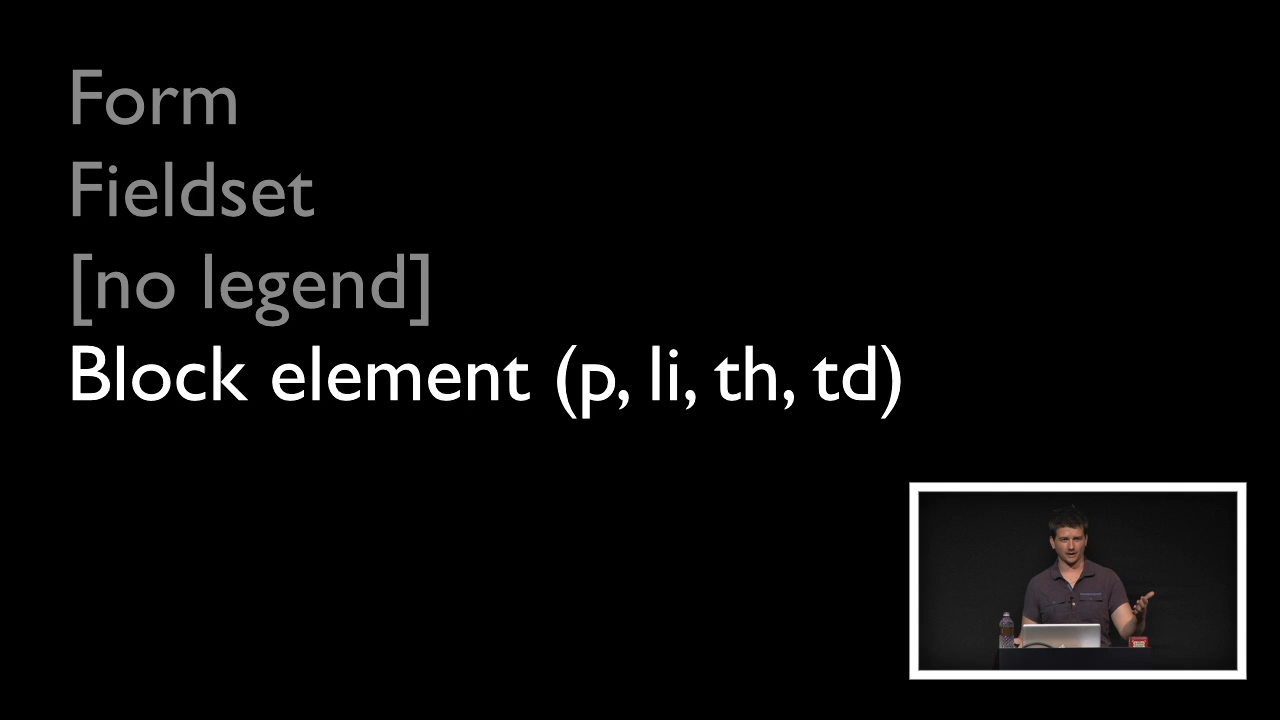 Form
Fieldset
[no legend]
Block element (p, li, th, td)